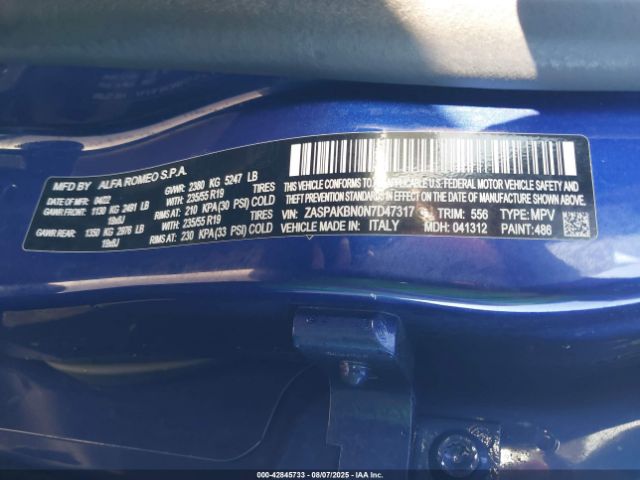 MFD BY: ALFA ROMEO S.P.A.
DATE OF MFR: 04/22 GVWR: 2380 KG 5247 LB
GAWR FRONT: 1130 KG 2491 LB WITH: 235/55 R19 TIRES
19x8J RIMS AT: 210 KPA(30 PSI) COLD
GAWR REAR: 1350 KG 2976 LB WITH: 235/55 R19 TIRES
19x8J RIMS AT: 230 KPA(33 PSI) COLD
THIS VEHICLE CONFORMS TO ALL APPLICABLE U.S. FEDERAL MOTOR VEHICLE SAFETY,
BUMPER, AND THEFT PREVENTION STANDARDS IN EFFECT ON THE DATE OF MANUFACTURE SHOWN ABOVE.
VIN: ZASPAKBN0N7D47317 TRIM: 556 TYPE: MPV
VEHICLE MADE IN: ITALY MDH: 041312 PAINT: 486
000-42845733 - 08/07/2025 - IAA Inc.